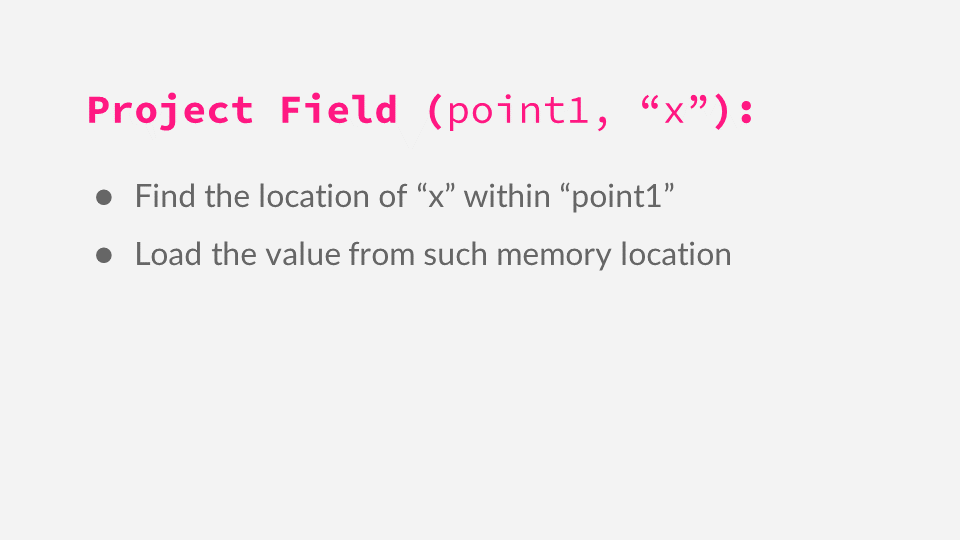 Project Field (point1, “x”):
● Find the location of “x” within “point1”
● Load the value from such memory location